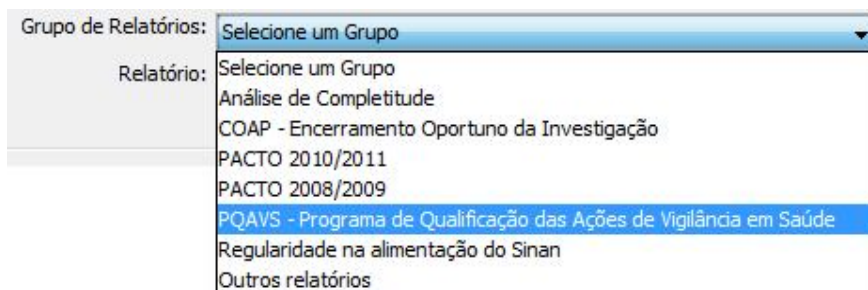 Grupo de Relatórios: Selecione um Grupo
Relatório: Selecione um Grupo
Análise de Completitude
COAP - Encerramento Oportuno da Investigação
PACTO 2010/2011
PACTO 2008/2009
PQAVS - Programa de Qualificação das Ações de Vigilância em Saúde
Regularidade na alimentação do Sinan
Outros relatórios